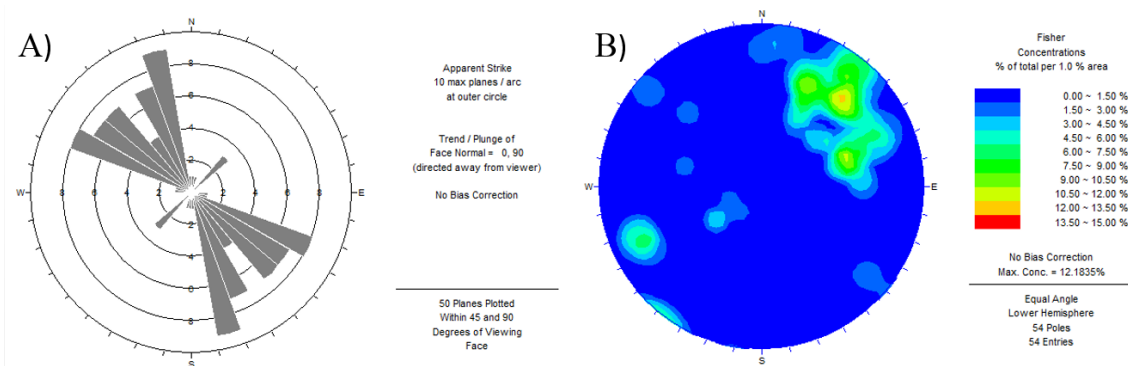 A)
N
8
6
4
2
W
8
6
4
2
2
4
6
8
E
2
4
6
8
S
Apparent Strike
10 max planes / arc
at outer circle
Trend / Plunge of
Face Normal = 0, 90
(directed away from viewer)
No Bias Correction
50 Planes Plotted
Within 45 and 90
Degrees of Viewing
Face
B)
N
W
E
S
Fisher
Concentrations
% of total per 1.0 % area
0.00 ~ 1.50 %
1.50 ~ 3.00 %
3.00 ~ 4.50 %
4.50 ~ 6.00 %
6.00 ~ 7.50 %
7.50 ~ 9.00 %
9.00 ~ 10.50 %
10.50 ~ 12.00 %
12.00 ~ 13.50 %
13.50 ~ 15.00 %
No Bias Correction
Max. Conc. = 12.1835%
Equal Angle
Lower Hemisphere
54 Poles
54 Entries